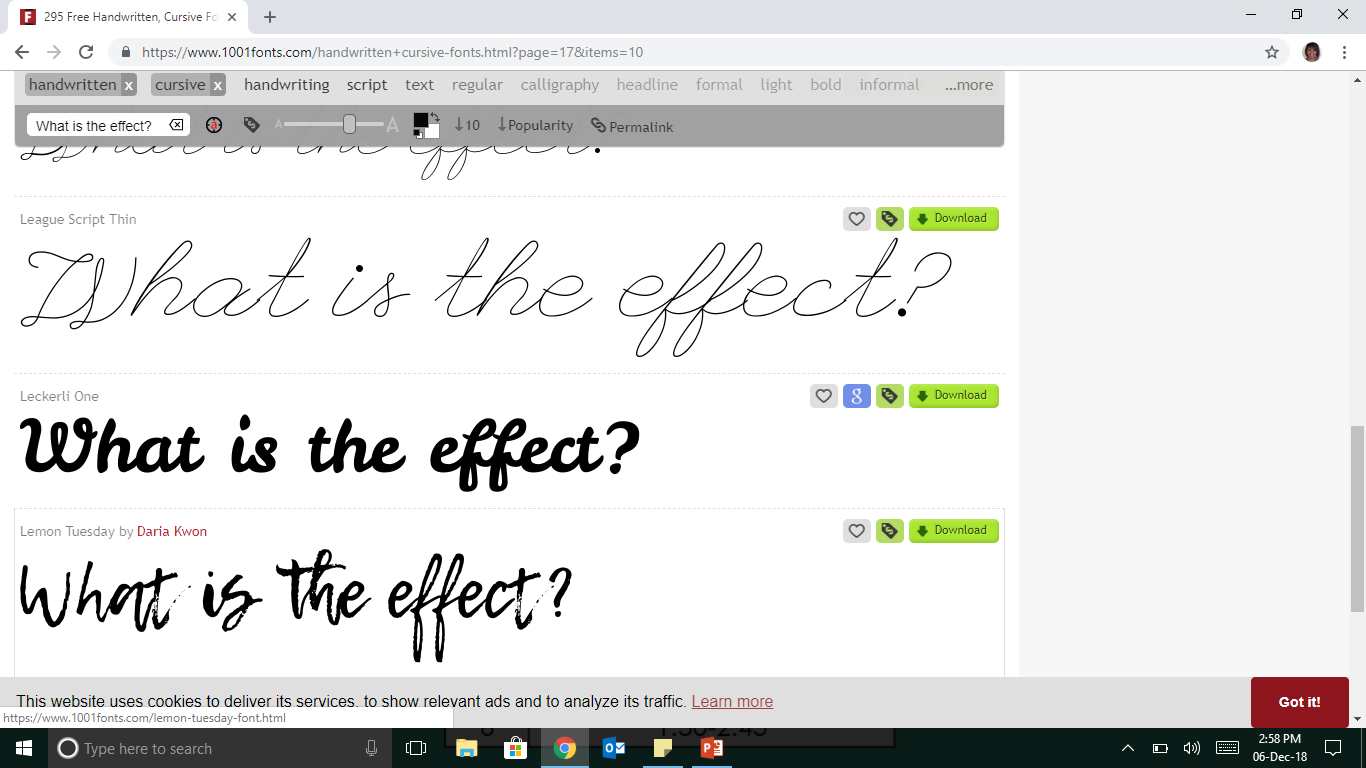 295 Free Handwritten, Cursive Fo
https://www.1001fonts.com/handwritten+cursive-fonts.html?page=17&items=10
handwritten x cursive x handwriting script text regular calligraphy headline formal light bold informal ...more
What is the effect? A A 10 Popularity Permalink
What is the effect?
League Script Thin Download
What is the effect?
Leckerli One g Download
What is the effect?
Lemon Tuesday by Daria Kwon Download
What is the effect?
This website uses cookies to deliver its services, to show relevant ads and to analyze its traffic. Learn more Got it!
https://www.1001fonts.com/lemon-tuesday-font.html
Type here to search 2:58 PM
06-Dec-18